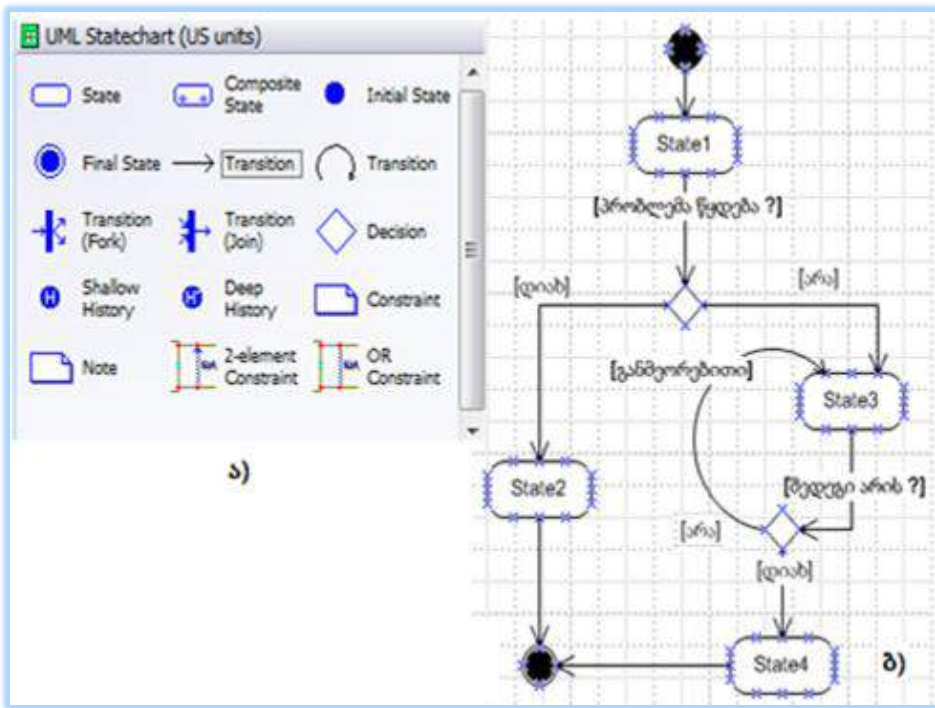 UML Statechart (US units)
State
Composite
State
Initial State
Final State
Transition
Transition
Transition
(Fork)
Transition
(Join)
Decision
Shallow
History
Deep
History
Constraint
Note
2-element
Constraint
OR
Constraint
ა)
State1
[პრობლემა წყდება ?]
[დიახ]
[არა]
[განმეორებითი]
State3
State2
[შედეგი არის ?]
[არა]
[დიახ]
State4
ბ)